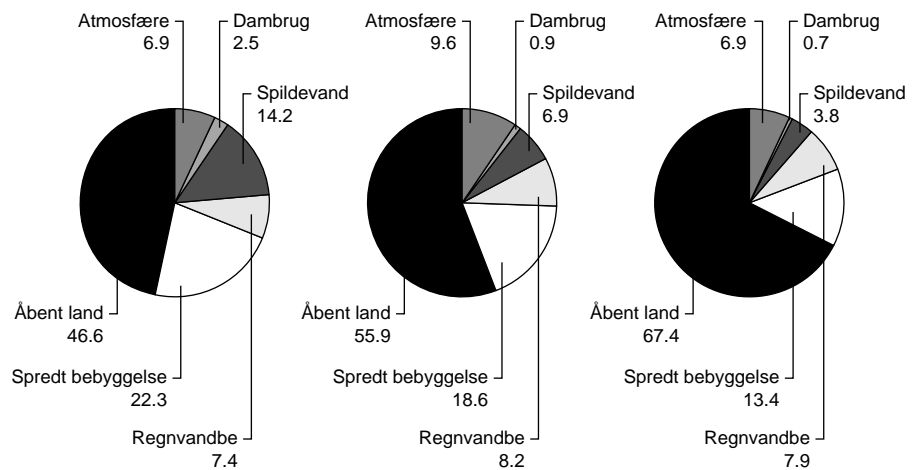 Atmosfære
6.9
Dambrug
2.5
Spildevand
14.2
Åbent land
46.6
Spredt bebyggelse
22.3
Regnvandbe
7.4
Atmosfære
9.6
Dambrug
0.9
Spildevand
6.9
Åbent land
55.9
Spredt bebyggelse
18.6
Regnvandbe
8.2
Atmosfære
6.9
Dambrug
0.7
Spildevand
3.8
Åbent land
67.4
Spredt bebyggelse
13.4
Regnvandbe
7.9